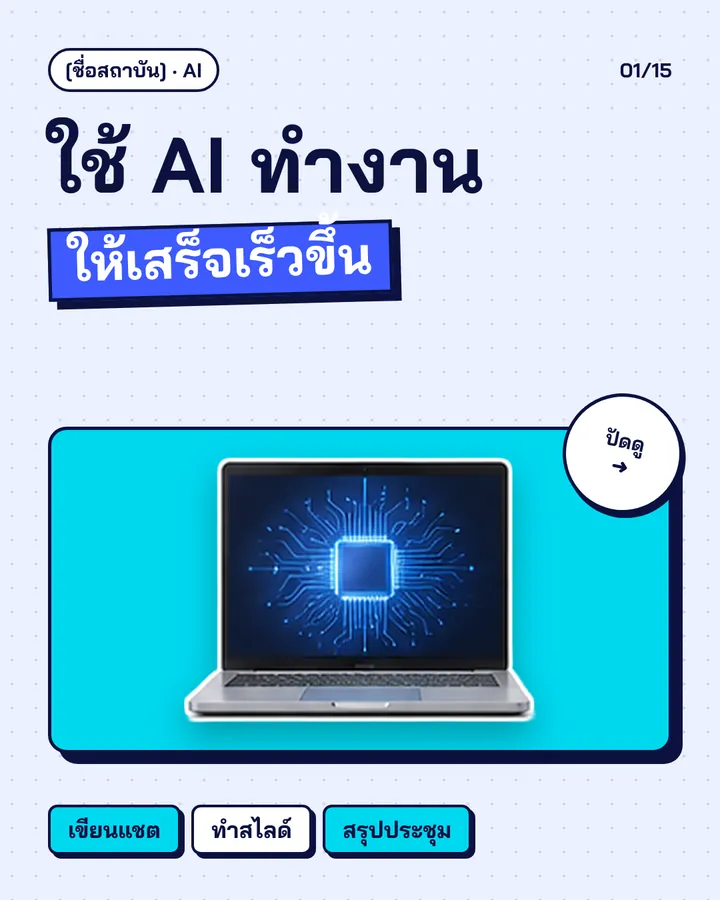 (ชื่อสถาบัน) · AI
01/15
ใช้ AI ทำงาน
ให้เสร็จเร็วขึ้น
ปัดดู
→
เขียนแชต
ทำสไลด์
สรุปประชุม